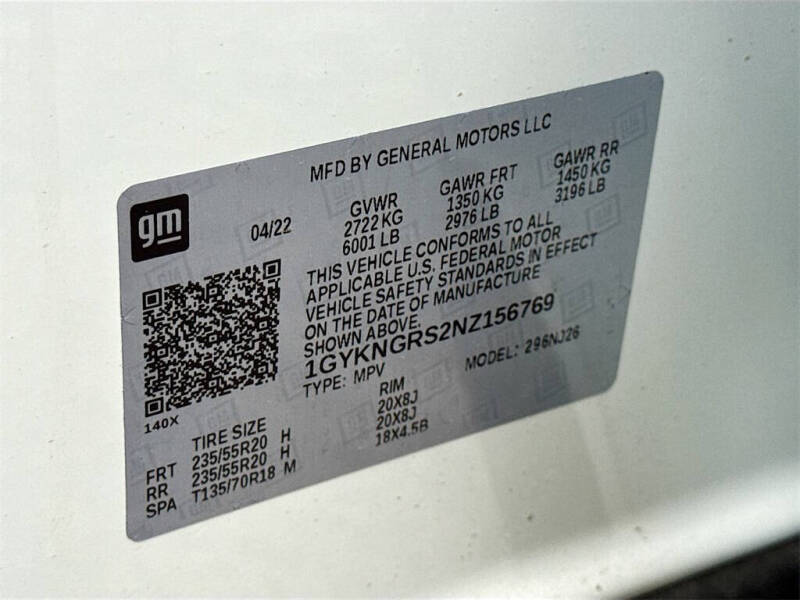 MFD BY GENERAL MOTORS LLC
gm
04/22
GVWR
2722 KG
6001 LB
GAWR FRT
1350 KG
2976 LB
GAWR RR
1450 KG
3196 LB
THIS VEHICLE CONFORMS TO ALL
APPLICABLE U.S. FEDERAL MOTOR
VEHICLE SAFETY STANDARDS IN EFFECT
ON THE DATE OF MANUFACTURE
SHOWN ABOVE.
1GYKNGRS2NZ156769
TYPE: MPV
MODEL: 296NJ26
140X
TIRE SIZE RIM
FRT 235/55R20 H 20X8J
RR 235/55R20 H 20X8J
SPA T135/70R18 M 18X4.5B